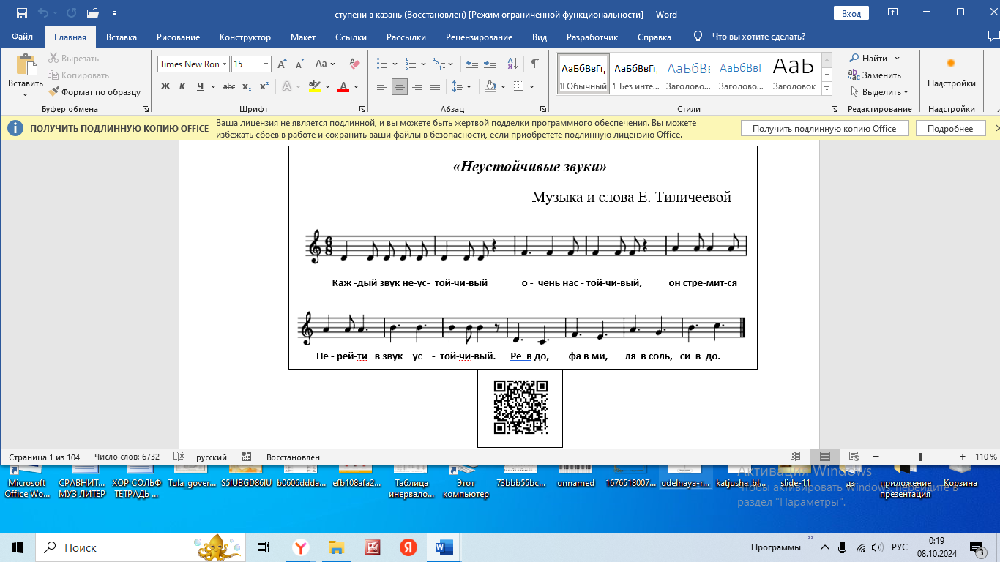 ступени в казань (Восстановлен) [Режим ограниченной функциональности] - Word
Вход
Файл Главная Вставка Рисование Конструктор Макет Ссылки Рассылки Рецензирование Вид Разработчик Справка Что вы хотите сделать?
Вставить
Вырезать
Копировать
Формат по образцу
Буфер обмена
Times New Ron 15
Aa
Ж К Ч abc x₂ x²
Шрифт
Абзац
АаБбВвГг, АаБбВвГг, АаБбВв АаБбВвГ АаЬ
¶ Обычный ¶ Без инте... Заголово... Заголово... Заголовок
Стили
Найти
Заменить
Выделить
Редактирование
Надстройки
Надстройки
ПОЛУЧИТЬ ПОДЛИННУЮ КОПИЮ OFFICE
Ваша лицензия не является подлинной, и вы можете быть жертвой подделки программного обеспечения. Вы можете
избежать сбоев в работе и сохранить ваши файлы в безопасности, если приобретете подлинную лицензию Office.
Получить подлинную копию Office
Подробнее
«Неустойчивые звуки»
Музыка и слова Е. Тиличеевой
6
8
Каж -дый звук не-ус- той-чи-вый о - чень нас - той-чи-вый, он стре-мит-ся
Пе - рей-ти в звук ус - той-чи-вый. Ре в до, фа в ми, ля в соль, си в до.
Страница 1 из 104 Число слов: 6732 русский Восстановлен 110 %
Microsoft
Office Wo...
СРАВНИТ...
МУЗ ЛИТЕР
ХОР СОЛЬФ
ТЕТРАДЬ ...
Tula_gover...
S5IUBGD86IU
b0606ddda...
efb108afa2...
Таблица
инервало...
Этот
компьютер
73bbb55bc...
unnamed
1676518007...
udelnaya-r...
katjusha_bl...
slide-11
дз
приложение
презентация
Корзина
Активация Windows
Чтобы активировать Windows, перейдите в
раздел "Параметры".
Поиск
Программы
РУС
0:19
08.10.2024
3